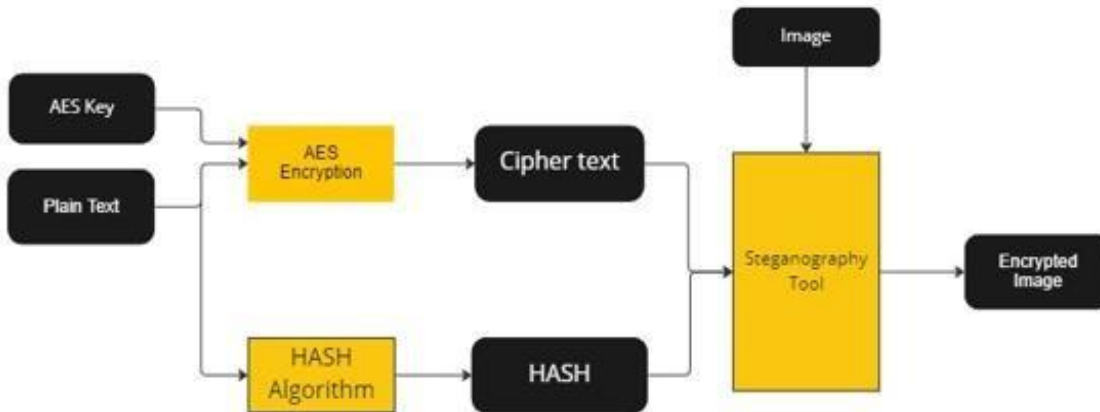 Image
AES Key
AES
Encryption
Cipher text
Plain Text
Steganography
Tool
Encrypted
Image
HASH
Algorithm
HASH